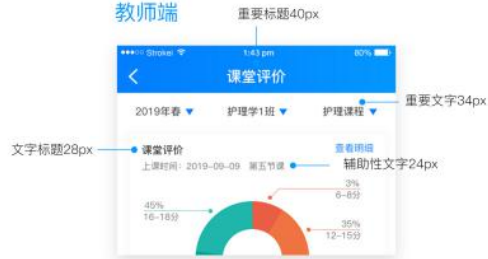 教师端
重要标题40px
Strokei 1:43 pm 80%
课堂评价
2019年春 ▼ 护理学1班 ▼ 护理课程 ▼
重要文字34px
文字标题28px
课堂评价 查看明细
上课时间：2019-09-09 第五节课
辅助性文字24px
3%
6-8分
45%
16-18分
35%
12-15分